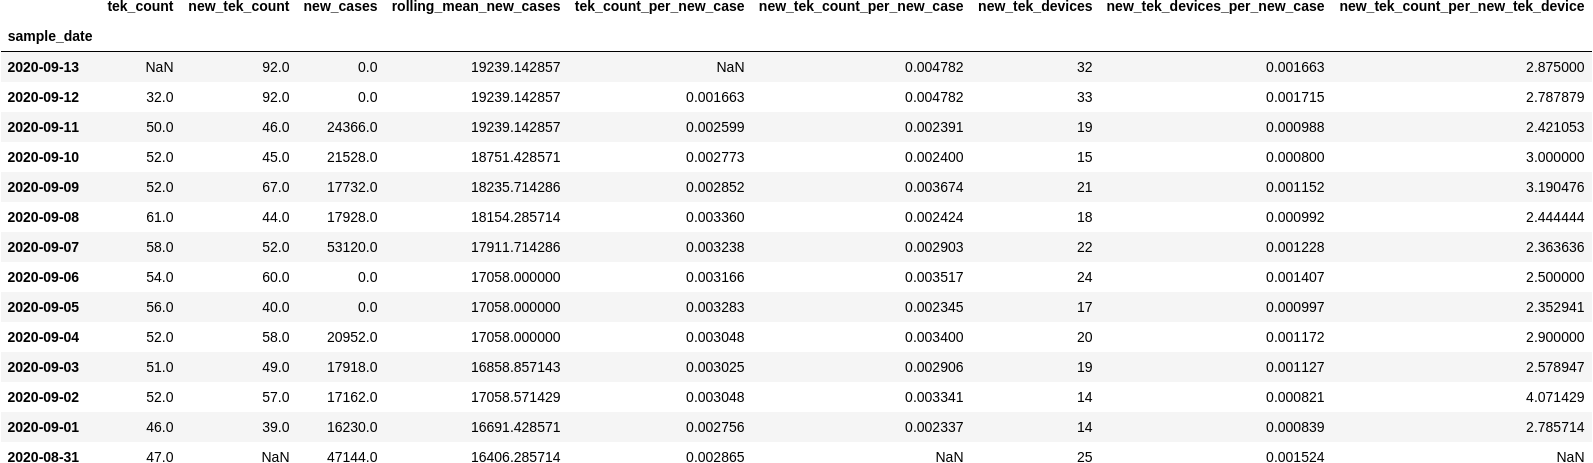 tek_count new_tek_count new_cases rolling_mean_new_cases tek_count_per_new_case new_tek_count_per_new_case new_tek_devices new_tek_devices_per_new_case new_tek_count_per_new_tek_device
sample_date
2020-09-13 NaN 92.0 0.0 19239.142857 NaN 0.004782 32 0.001663 2.875000
2020-09-12 32.0 92.0 0.0 19239.142857 0.001663 0.004782 33 0.001715 2.787879
2020-09-11 50.0 46.0 24366.0 19239.142857 0.002599 0.002391 19 0.000988 2.421053
2020-09-10 52.0 45.0 21528.0 18751.428571 0.002773 0.002400 15 0.000800 3.000000
2020-09-09 52.0 67.0 17732.0 18235.714286 0.002852 0.003674 21 0.001152 3.190476
2020-09-08 61.0 44.0 17928.0 18154.285714 0.003360 0.002424 18 0.000992 2.444444
2020-09-07 58.0 52.0 53120.0 17911.714286 0.003238 0.002903 22 0.001228 2.363636
2020-09-06 54.0 60.0 0.0 17058.000000 0.003166 0.003517 24 0.001407 2.500000
2020-09-05 56.0 40.0 0.0 17058.000000 0.003283 0.002345 17 0.000997 2.352941
2020-09-04 52.0 58.0 20952.0 17058.000000 0.003048 0.003400 20 0.001172 2.900000
2020-09-03 51.0 49.0 17918.0 16858.857143 0.003025 0.002906 19 0.001127 2.578947
2020-09-02 52.0 57.0 17162.0 17058.571429 0.003048 0.003341 14 0.000821 4.071429
2020-09-01 46.0 39.0 16230.0 16691.428571 0.002756 0.002337 14 0.000839 2.785714
2020-08-31 47.0 NaN 47144.0 16406.285714 0.002865 NaN 25 0.001524 NaN